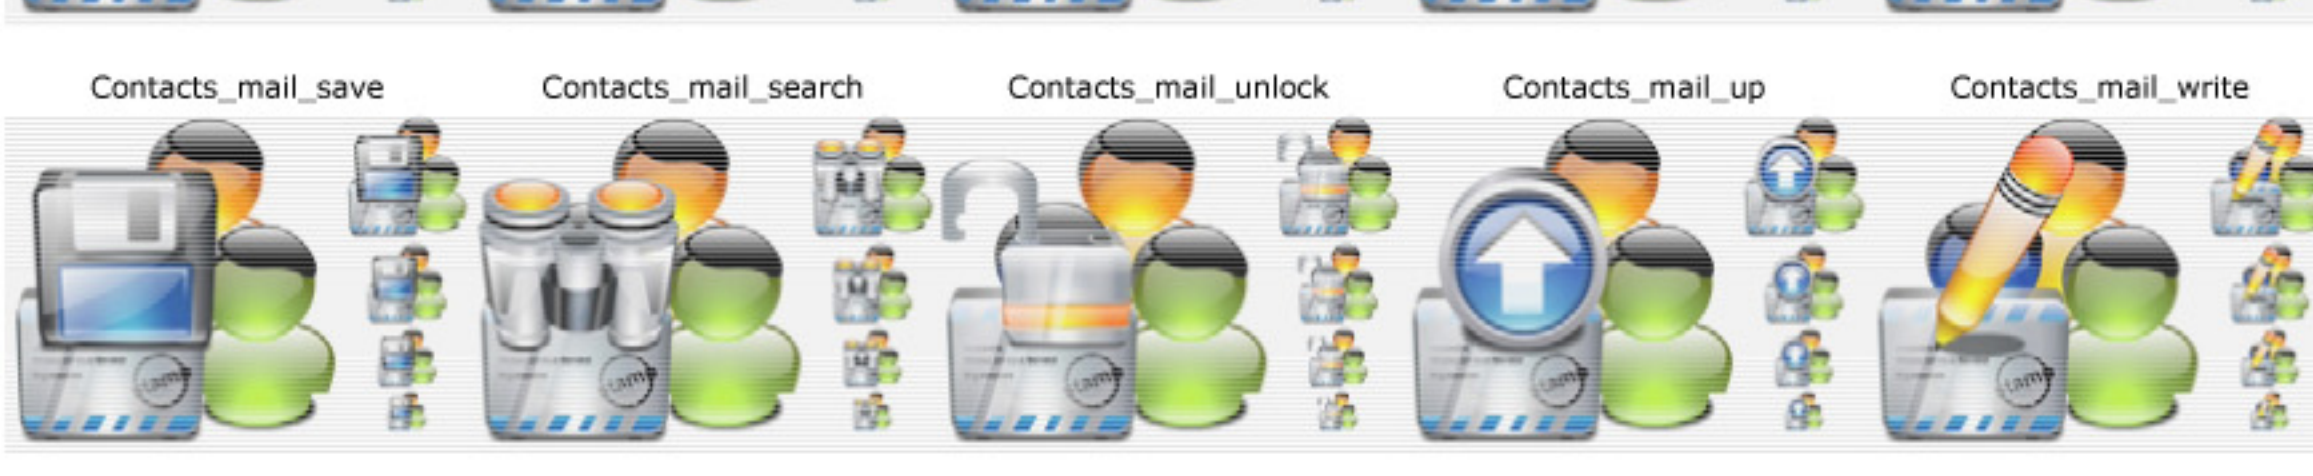 Contacts_mail_save
Contacts_mail_search
Contacts_mail_unlock
Contacts_mail_up
Contacts_mail_write